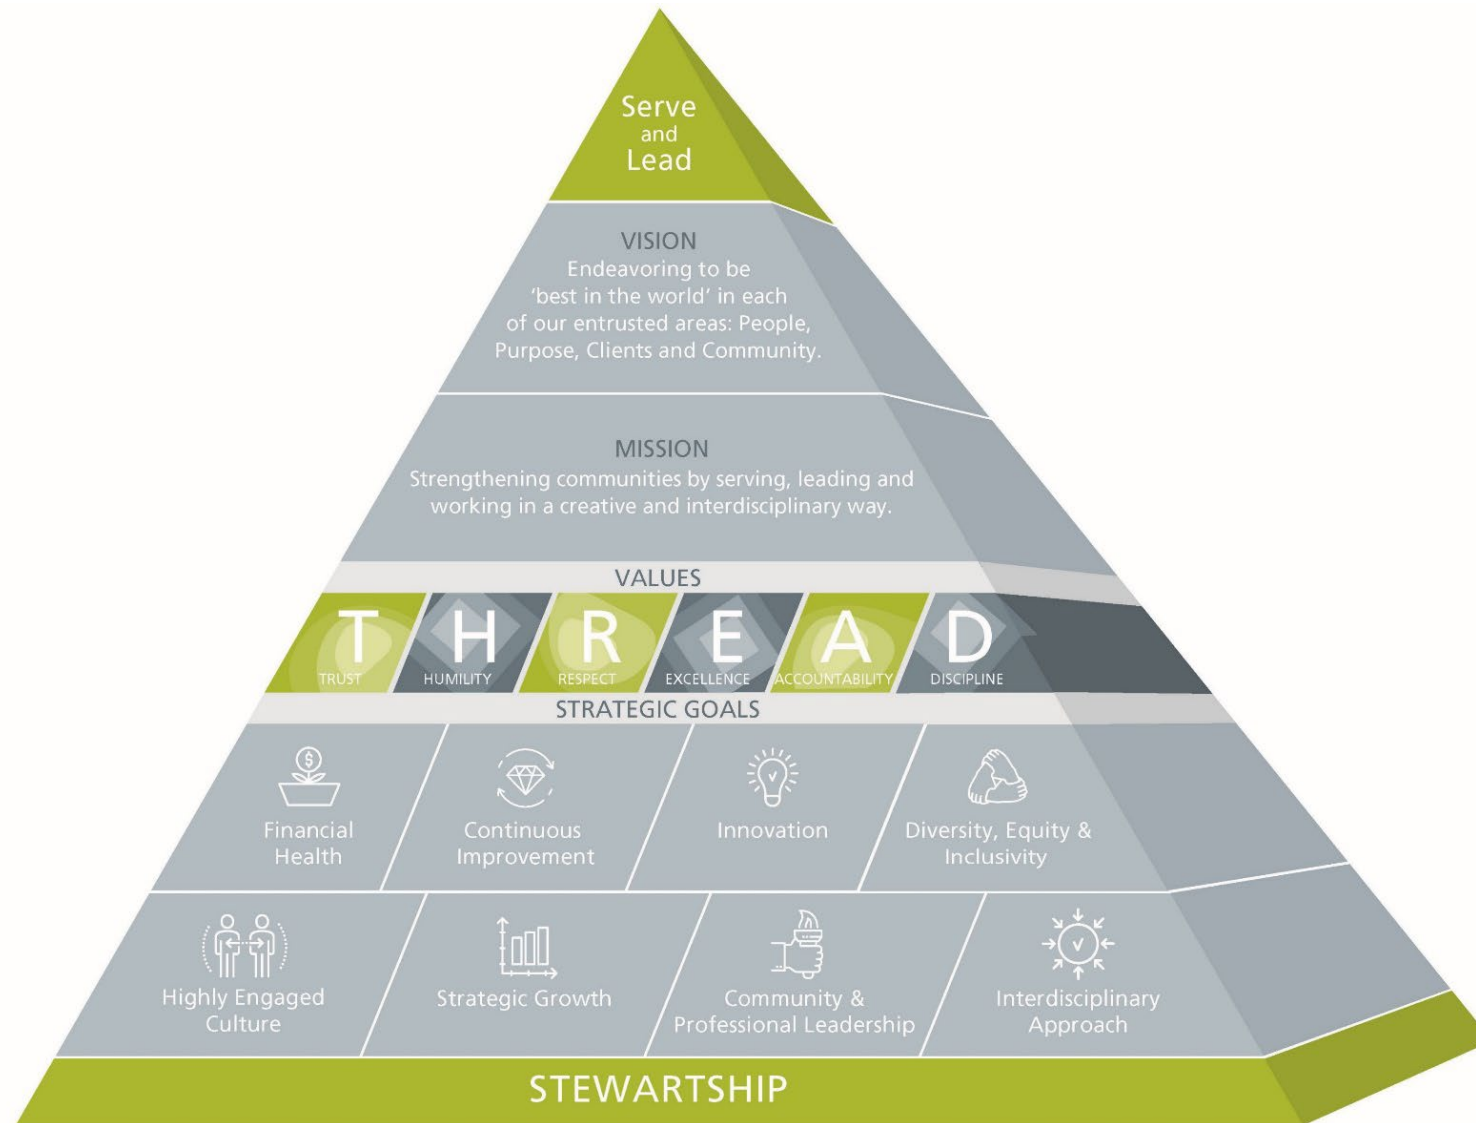 Serve
and
Lead
VISION
Endeavoring to be
‘best in the world’ in each
of our entrusted areas: People,
Purpose, Clients and Community.
MISSION
Strengthening communities by serving, leading and
working in a creative and interdisciplinary way.
VALUES
T H R E A D
TRUST HUMILITY RESPECT EXCELLENCE ACCOUNTABILITY DISCIPLINE
STRATEGIC GOALS
$
Financial
Health
Continuous
Improvement
Innovation
Diversity, Equity &
Inclusivity
Highly Engaged
Culture
Strategic Growth
Community &
Professional Leadership
Interdisciplinary
Approach
STEWARTSHIP